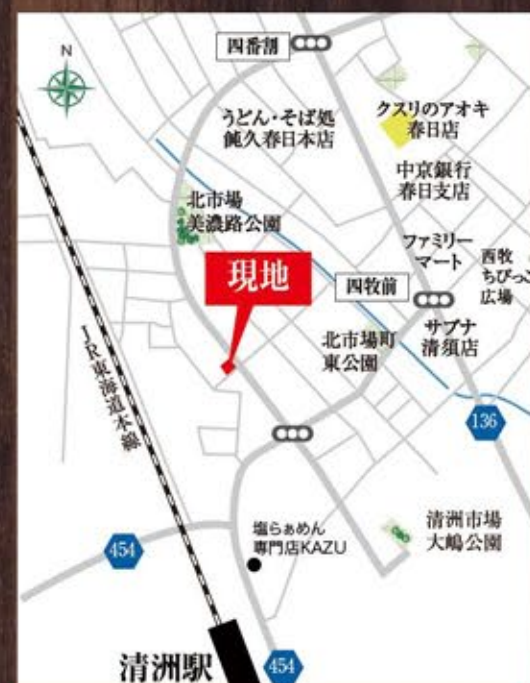 N
四番割
うどん・そば処
饂久春日本店
クスリのアオキ
春日店
中京銀行
春日支店
北市場
美濃路公園
ファミリー
マート
西牧
ちびっこ
広場
現地
四牧前
サブナ
清須店
北市場町
東公園
JR東海道本線
136
清洲市場
大嶋公園
塩らぁめん
専門店KAZU
454
清洲駅
454